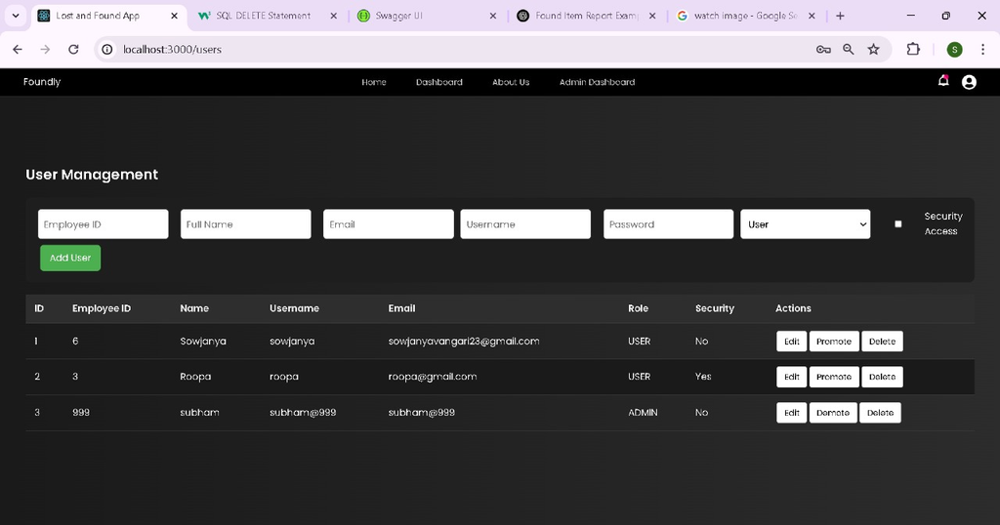 Lost and Found App
SQL DELETE Statement
Swagger UI
Found Item Report Exam
watch image - Google Se
localhost:3000/users
S
Foundly
Home Dashboard About Us Admin Dashboard
User Management
Employee ID Full Name Email Username Password User Security Access
Add User
ID Employee ID Name Username Email Role Security Actions
1 6 Sowjanya sowjanya sowjanyavangari23@gmail.com USER No Edit Promote Delete
2 3 Roopa roopa roopa@gmail.com USER Yes Edit Promote Delete
3 999 subham subham@999 subham@999 ADMIN No Edit Demote Delete